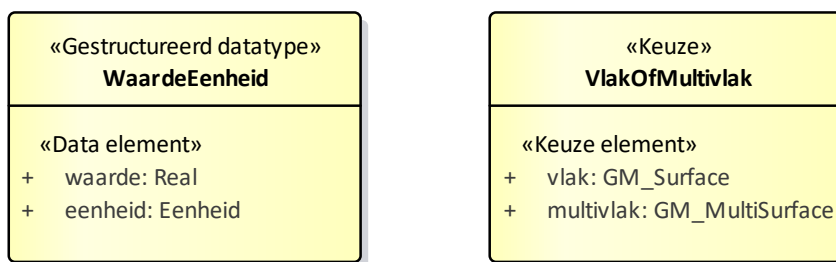 «Gestructureerd datatype»
WaardeEenheid
«Data element»
+ waarde: Real
+ eenheid: Eenheid
«Keuze»
VlakOfMultivlak
«Keuze element»
+ vlak: GM_Surface
+ multivlak: GM_MultiSurface